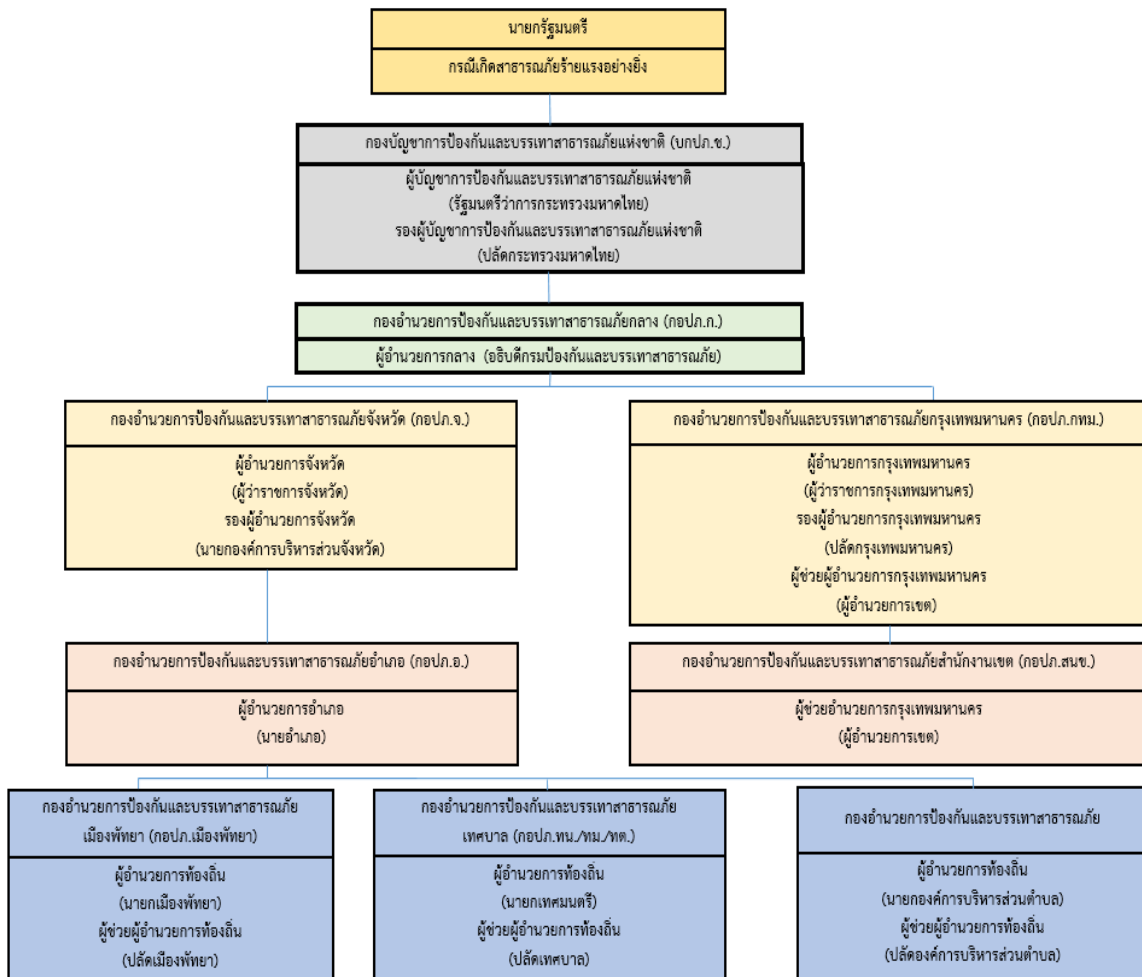 นายกรัฐมนตรี
กรณีเกิดสาธารณภัยร้ายแรงอย่างยิ่ง
กองบัญชาการป้องกันและบรรเทาสาธารณภัยแห่งชาติ (บกปภ.ช.)
ผู้บัญชาการป้องกันและบรรเทาสาธารณภัยแห่งชาติ
(รัฐมนตรีว่าการกระทรวงมหาดไทย)
รองผู้บัญชาการป้องกันและบรรเทาสาธารณภัยแห่งชาติ
(ปลัดกระทรวงมหาดไทย)
กองอำนวยการป้องกันและบรรเทาสาธารณภัยกลาง (กอปภ.ก.)
ผู้อำนวยการกลาง (อธิบดีกรมป้องกันและบรรเทาสาธารณภัย)
กองอำนวยการป้องกันและบรรเทาสาธารณภัยจังหวัด (กอปภ.จ.)
ผู้อำนวยการจังหวัด
(ผู้ว่าราชการจังหวัด)
รองผู้อำนวยการจังหวัด
(นายกองค์การบริหารส่วนจังหวัด)
กองอำนวยการป้องกันและบรรเทาสาธารณภัยกรุงเทพมหานคร (กอปภ.กทม.)
ผู้อำนวยการกรุงเทพมหานคร
(ผู้ว่าราชการกรุงเทพมหานคร)
รองผู้อำนวยการกรุงเทพมหานคร
(ปลัดกรุงเทพมหานคร)
ผู้ช่วยผู้อำนวยการกรุงเทพมหานคร
(ผู้อำนวยการเขต)
กองอำนวยการป้องกันและบรรเทาสาธารณภัยอำเภอ (กอปภ.อ.)
ผู้อำนวยการอำเภอ
(นายอำเภอ)
กองอำนวยการป้องกันและบรรเทาสาธารณภัยสำนักงานเขต (กอปภ.สนข.)
ผู้ช่วยอำนวยการกรุงเทพมหานคร
(ผู้อำนวยการเขต)
กองอำนวยการป้องกันและบรรเทาสาธารณภัย
เมืองพัทยา (กอปภ.เมืองพัทยา)
ผู้อำนวยการท้องถิ่น
(นายกเมืองพัทยา)
ผู้ช่วยผู้อำนวยการท้องถิ่น
(ปลัดเมืองพัทยา)
กองอำนวยการป้องกันและบรรเทาสาธารณภัย
เทศบาล (กอปภ.ทน./ทม./ทต.)
ผู้อำนวยการท้องถิ่น
(นายกเทศมนตรี)
ผู้ช่วยผู้อำนวยการท้องถิ่น
(ปลัดเทศบาล)
กองอำนวยการป้องกันและบรรเทาสาธารณภัย
ผู้อำนวยการท้องถิ่น
(นายกองค์การบริหารส่วนตำบล)
ผู้ช่วยผู้อำนวยการท้องถิ่น
(ปลัดองค์การบริหารส่วนตำบล)